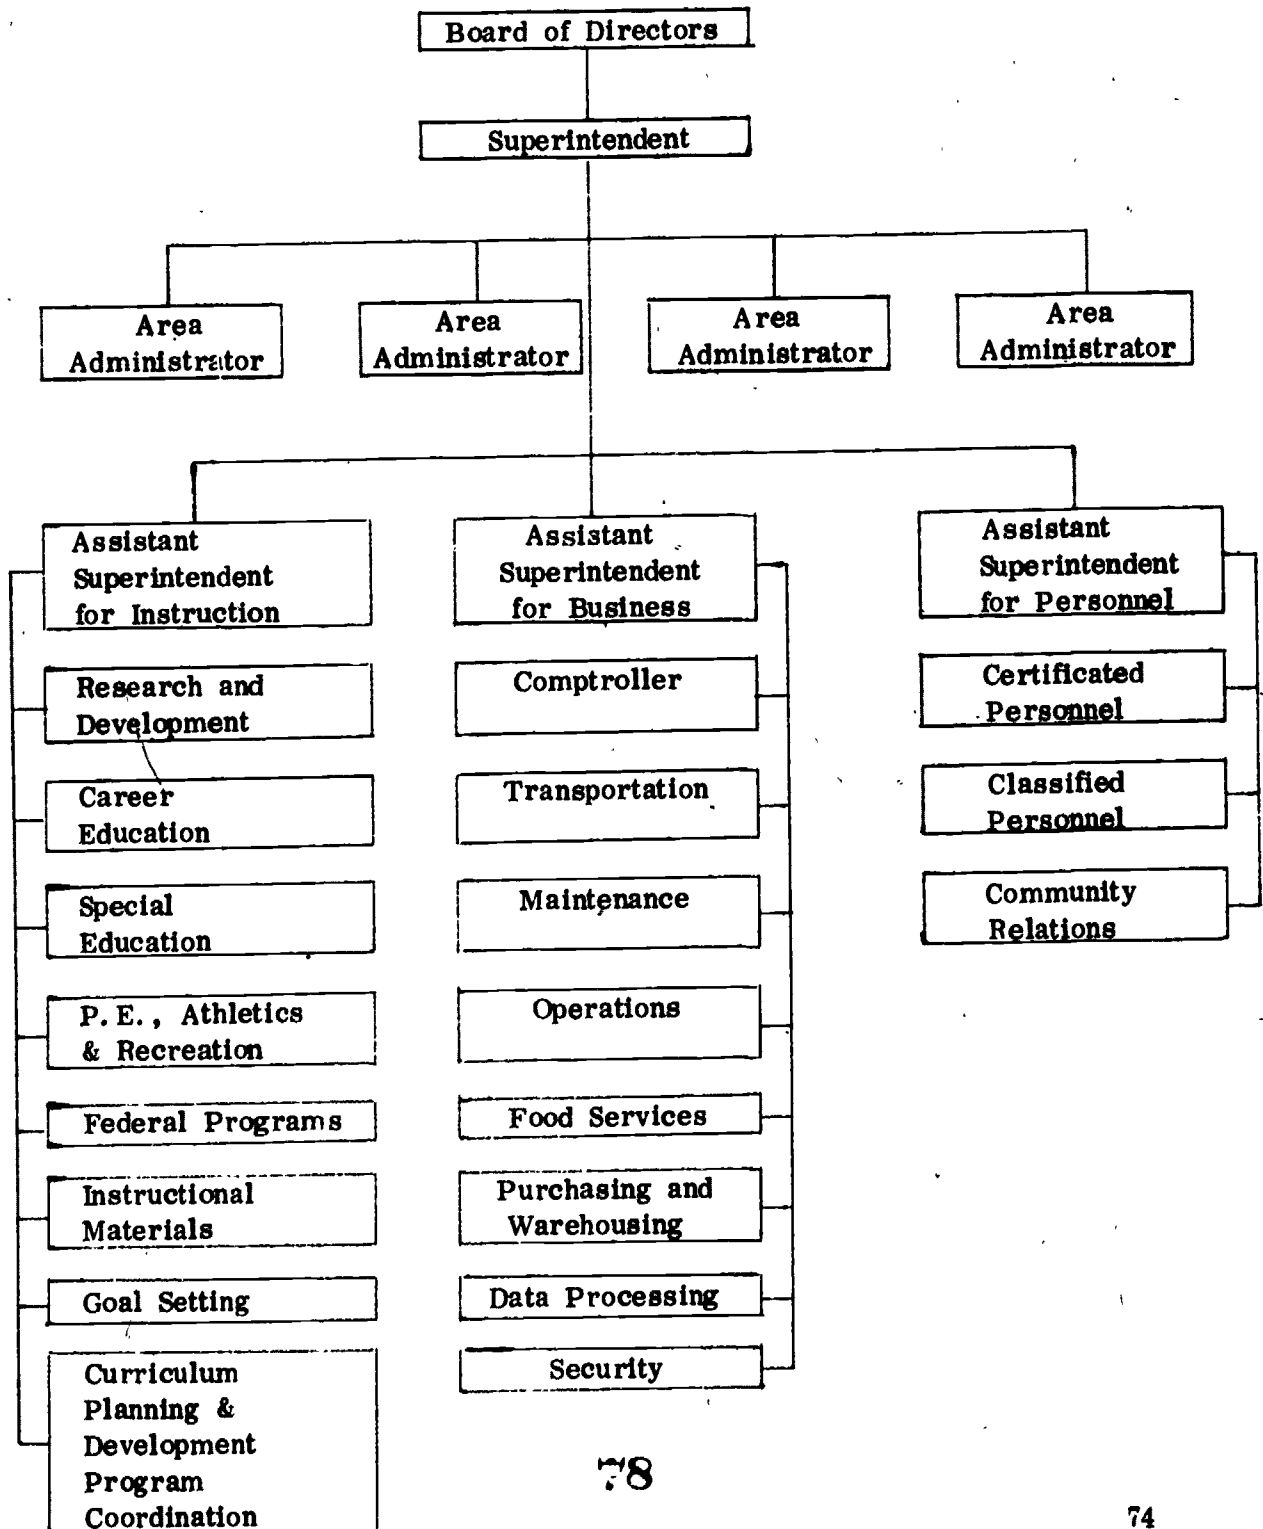 Board of Directors
Superintendent
Area
Administrator
Area
Administrator
Area
Administrator
Area
Administrator
Assistant
Superintendent
for Instruction
Research and
Development
Career
Education
Special
Education
P.E., Athletics
& Recreation
Federal Programs
Instructional
Materials
Goal Setting
Curriculum
Planning &
Development
Program
Coordination
Assistant
Superintendent
for Business
Comptroller
Transportation
Maintenance
Operations
Food Services
Purchasing and
Warehousing
Data Processing
Security
Assistant
Superintendent
for Personnel
Certificated
Personnel
Classified
Personnel
Community
Relations
78
74